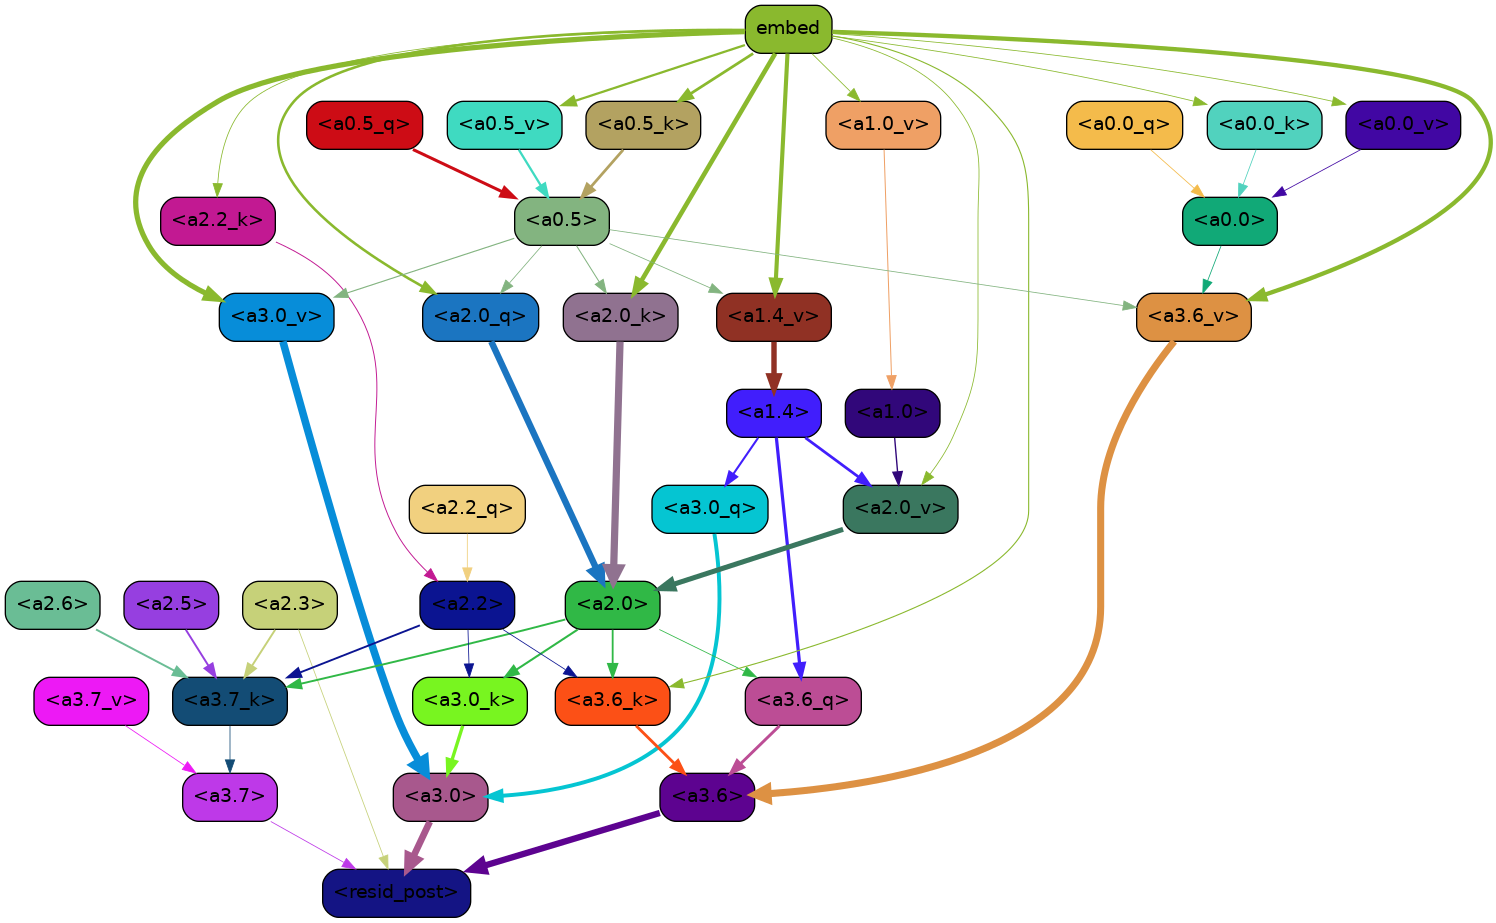 embed
<a0.5_q>
<a0.5_v>
<a0.5_k>
<a1.0_v>
<a0.0_q>
<a0.0_k>
<a0.0_v>
<a2.2_k>
<a0.5>
<a0.0>
<a3.0_v>
<a2.0_q>
<a2.0_k>
<a1.4_v>
<a3.6_v>
<a1.4>
<a1.0>
<a2.2_q>
<a3.0_q>
<a2.0_v>
<a2.6>
<a2.5>
<a2.3>
<a2.2>
<a2.0>
<a3.7_v>
<a3.7_k>
<a3.0_k>
<a3.6_k>
<a3.6_q>
<a3.7>
<a3.0>
<a3.6>
<resid_post>